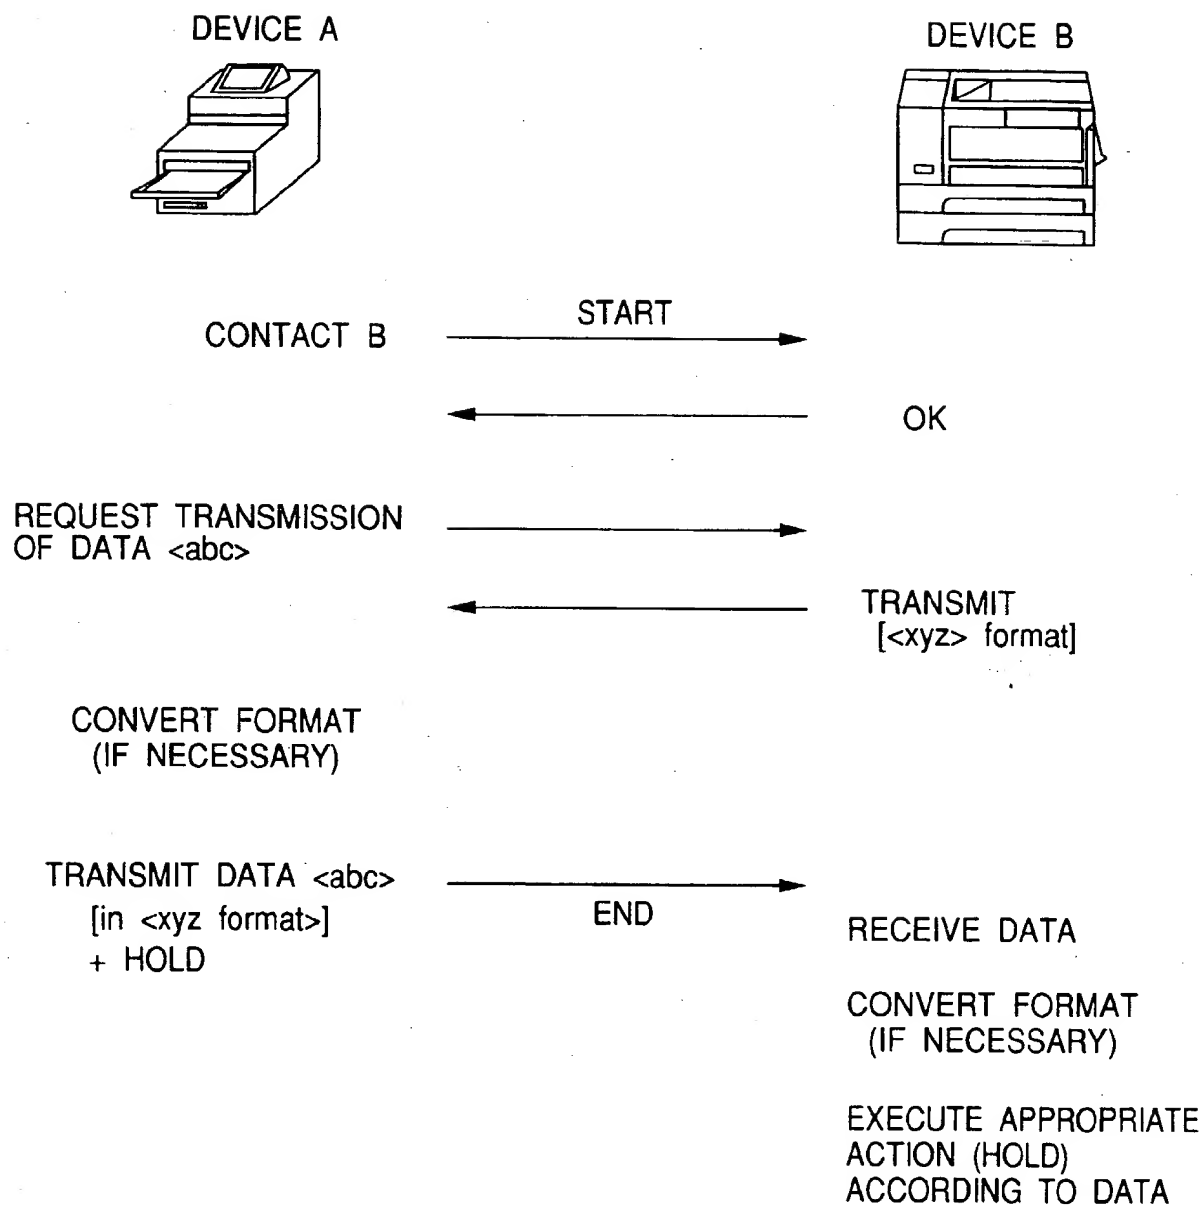 DEVICE A
DEVICE B
START
CONTACT B
OK
REQUEST TRANSMISSION
OF DATA <abc>
TRANSMIT
[<xyz> format]
CONVERT FORMAT
(IF NECESSARY)
TRANSMIT DATA <abc>
[in <xyz format>]
+ HOLD
END
RECEIVE DATA
CONVERT FORMAT
(IF NECESSARY)
EXECUTE APPROPRIATE
ACTION (HOLD)
ACCORDING TO DATA